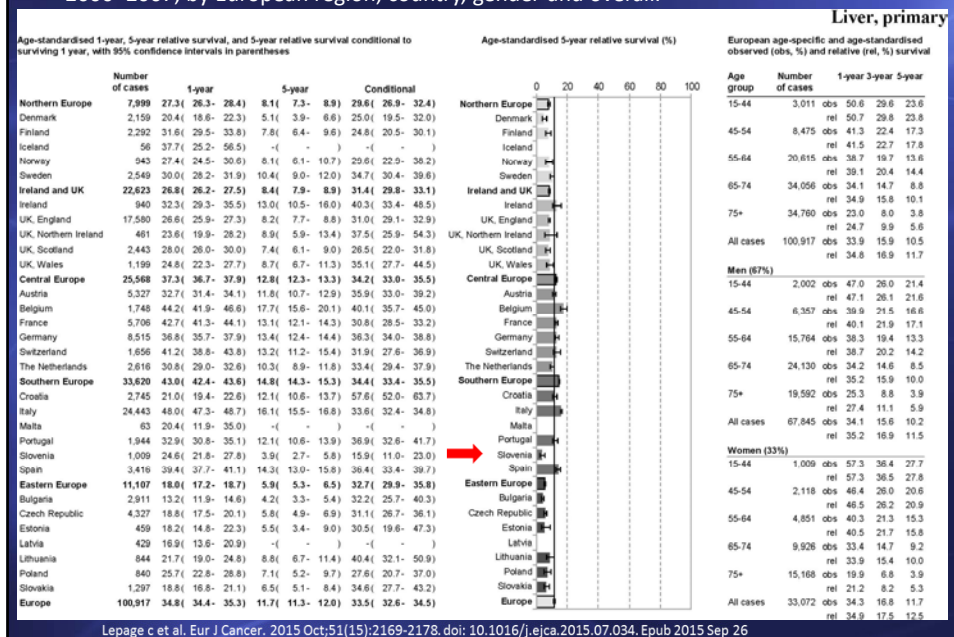 Liver, primary
Age-standardised 1-year, 5-year relative survival, and 5-year relative survival conditional to
surviving 1 year, with 95% confidence intervals in parentheses
Number
of cases 1-year 5-year Conditional
Northern Europe 7,999 27.3( 26.3- 28.4) 8.1( 7.3- 8.9) 29.6( 26.9- 32.4)
Denmark 2,159 20.4( 18.6- 22.3) 5.1( 3.9- 6.6) 25.0( 19.5- 32.0)
Finland 2,292 31.6( 29.5- 33.8) 7.8( 6.4- 9.6) 24.8( 20.5- 30.1)
Iceland 56 37.7( 25.2- 56.5) -( ) -( )
Norway 943 27.4( 24.5- 30.6) 8.1( 6.1- 10.7) 29.6( 22.9- 38.2)
Sweden 2,549 30.0( 28.2- 31.9) 10.4( 9.0- 12.0) 34.7( 30.4- 39.6)
Ireland and UK 22,623 26.8( 26.2- 27.5) 8.4( 7.9- 8.9) 31.4( 29.8- 33.1)
Ireland 940 32.3( 29.3- 35.5) 13.0( 10.5- 16.0) 40.3( 33.4- 48.5)
UK, England 17,580 26.6( 25.9- 27.3) 8.2( 7.7- 8.8) 31.0( 29.1- 32.9)
UK, Northern Ireland 461 23.6( 19.9- 28.2) 8.9( 5.9- 13.4) 37.5( 25.9- 54.3)
UK, Scotland 2,443 28.0( 26.0- 30.0) 7.4( 6.1- 9.0) 26.5( 22.0- 31.8)
UK, Wales 1,199 24.8( 22.3- 27.7) 8.7( 6.7- 11.3) 35.1( 27.7- 44.5)
Central Europe 25,568 37.3( 36.7- 37.9) 12.8( 12.3- 13.3) 34.2( 33.0- 35.5)
Austria 5,327 32.7( 31.4- 34.1) 11.8( 10.7- 12.9) 35.9( 33.0- 39.2)
Belgium 1,748 44.2( 41.9- 46.6) 17.7( 15.6- 20.1) 40.1( 35.7- 45.0)
France 5,706 42.7( 41.3- 44.1) 13.1( 12.1- 14.3) 30.8( 28.5- 33.2)
Germany 8,515 36.8( 35.7- 37.9) 13.4( 12.4- 14.4) 36.3( 34.0- 38.8)
Switzerland 1,656 41.2( 38.8- 43.8) 13.2( 11.2- 15.4) 31.9( 27.6- 36.9)
The Netherlands 2,616 30.8( 29.0- 32.6) 10.3( 8.9- 11.8) 33.4( 29.4- 37.9)
Southern Europe 33,620 43.0( 42.4- 43.6) 14.8( 14.3- 15.3) 34.4( 33.4- 35.5)
Croatia 2,745 21.0( 19.4- 22.6) 12.1( 10.6- 13.7) 57.6( 52.0- 63.7)
Italy 24,443 48.0( 47.3- 48.7) 16.1( 15.5- 16.8) 33.6( 32.4- 34.8)
Malta 63 20.4( 11.9- 35.0) -( ) -( )
Portugal 1,944 32.9( 30.8- 35.1) 12.1( 10.6- 13.9) 36.9( 32.6- 41.7)
Slovenia 1,009 24.6( 21.8- 27.8) 3.9( 2.7- 5.8) 15.9( 11.0- 23.0)
Spain 3,416 39.4( 37.7- 41.1) 14.3( 13.0- 15.8) 36.4( 33.4- 39.7)
Eastern Europe 11,107 18.0( 17.2- 18.7) 5.9( 5.3- 6.5) 32.7( 29.9- 35.8)
Bulgaria 2,911 13.2( 11.9- 14.6) 4.2( 3.3- 5.4) 32.2( 25.7- 40.3)
Czech Republic 4,327 18.8( 17.5- 20.1) 5.8( 4.9- 6.9) 31.1( 26.7- 36.1)
Estonia 459 18.2( 14.8- 22.3) 5.5( 3.4- 9.0) 30.5( 19.6- 47.3)
Latvia 429 16.9( 13.6- 20.9) -( ) -( )
Lithuania 844 21.7( 19.0- 24.8) 8.8( 6.7- 11.4) 40.4( 32.1- 50.9)
Poland 840 25.7( 22.8- 28.8) 7.1( 5.2- 9.7) 27.6( 20.7- 37.0)
Slovakia 1,297 18.8( 16.8- 21.1) 6.5( 5.1- 8.4) 34.6( 27.7- 43.2)
Europe 100,917 34.8( 34.4- 35.3) 11.7( 11.3- 12.0) 33.5( 32.6- 34.5)
Age-standardised 5-year relative survival (%)
0 20 40 60 80 100
Northern Europe
Denmark
Finland
Iceland
Norway
Sweden
Ireland and UK
Ireland
UK, England
UK, Northern Ireland
UK, Scotland
UK, Wales
Central Europe
Austria
Belgium
France
Germany
Switzerland
The Netherlands
Southern Europe
Croatia
Italy
Malta
Portugal
Slovenia
Spain
Eastern Europe
Bulgaria
Czech Republic
Estonia
Latvia
Lithuania
Poland
Slovakia
Europe
European age-specific and age-standardised
observed (obs, %) and relative (rel, %) survival
Age Number 1-year 3-year 5-year
group of cases
15-44 3,011 obs 50.6 29.6 23.6
rel 50.7 29.8 23.8
45-54 8,475 obs 41.3 22.4 17.3
rel 41.5 22.7 17.8
55-64 20,615 obs 38.7 19.7 13.6
rel 39.1 20.4 14.4
65-74 34,056 obs 34.1 14.7 8.8
rel 34.9 15.8 10.1
75+ 34,760 obs 23.0 8.0 3.8
rel 24.7 9.9 5.6
All cases 100,917 obs 33.9 15.9 10.5
rel 34.8 16.9 11.7
Men (67%)
15-44 2,002 obs 47.0 26.0 21.4
rel 47.1 26.1 21.6
45-54 6,357 obs 39.9 21.5 16.6
rel 40.1 21.9 17.1
55-64 15,764 obs 38.3 19.4 13.3
rel 38.7 20.2 14.2
65-74 24,130 obs 34.2 14.6 8.5
rel 35.2 15.9 10.0
75+ 19,592 obs 25.3 8.8 3.9
rel 27.4 11.1 5.9
All cases 67,845 obs 34.1 15.6 10.2
rel 35.2 16.9 11.5
Women (33%)
15-44 1,009 obs 57.3 36.4 27.7
rel 57.3 36.5 27.8
45-54 2,118 obs 46.4 26.0 20.6
rel 46.5 26.2 20.9
55-64 4,851 obs 40.3 21.3 15.3
rel 40.5 21.7 15.8
65-74 9,926 obs 33.4 14.7 9.2
rel 33.9 15.4 10.0
75+ 15,168 obs 19.9 6.8 3.9
rel 21.2 8.2 5.3
All cases 33,072 obs 34.3 16.8 11.7
rel 34.9 17.5 12.5
Lepage c et al. Eur J Cancer. 2015 Oct;51(15):2169-2178. doi: 10.1016/j.ejca.2015.07.034. Epub 2015 Sep 26